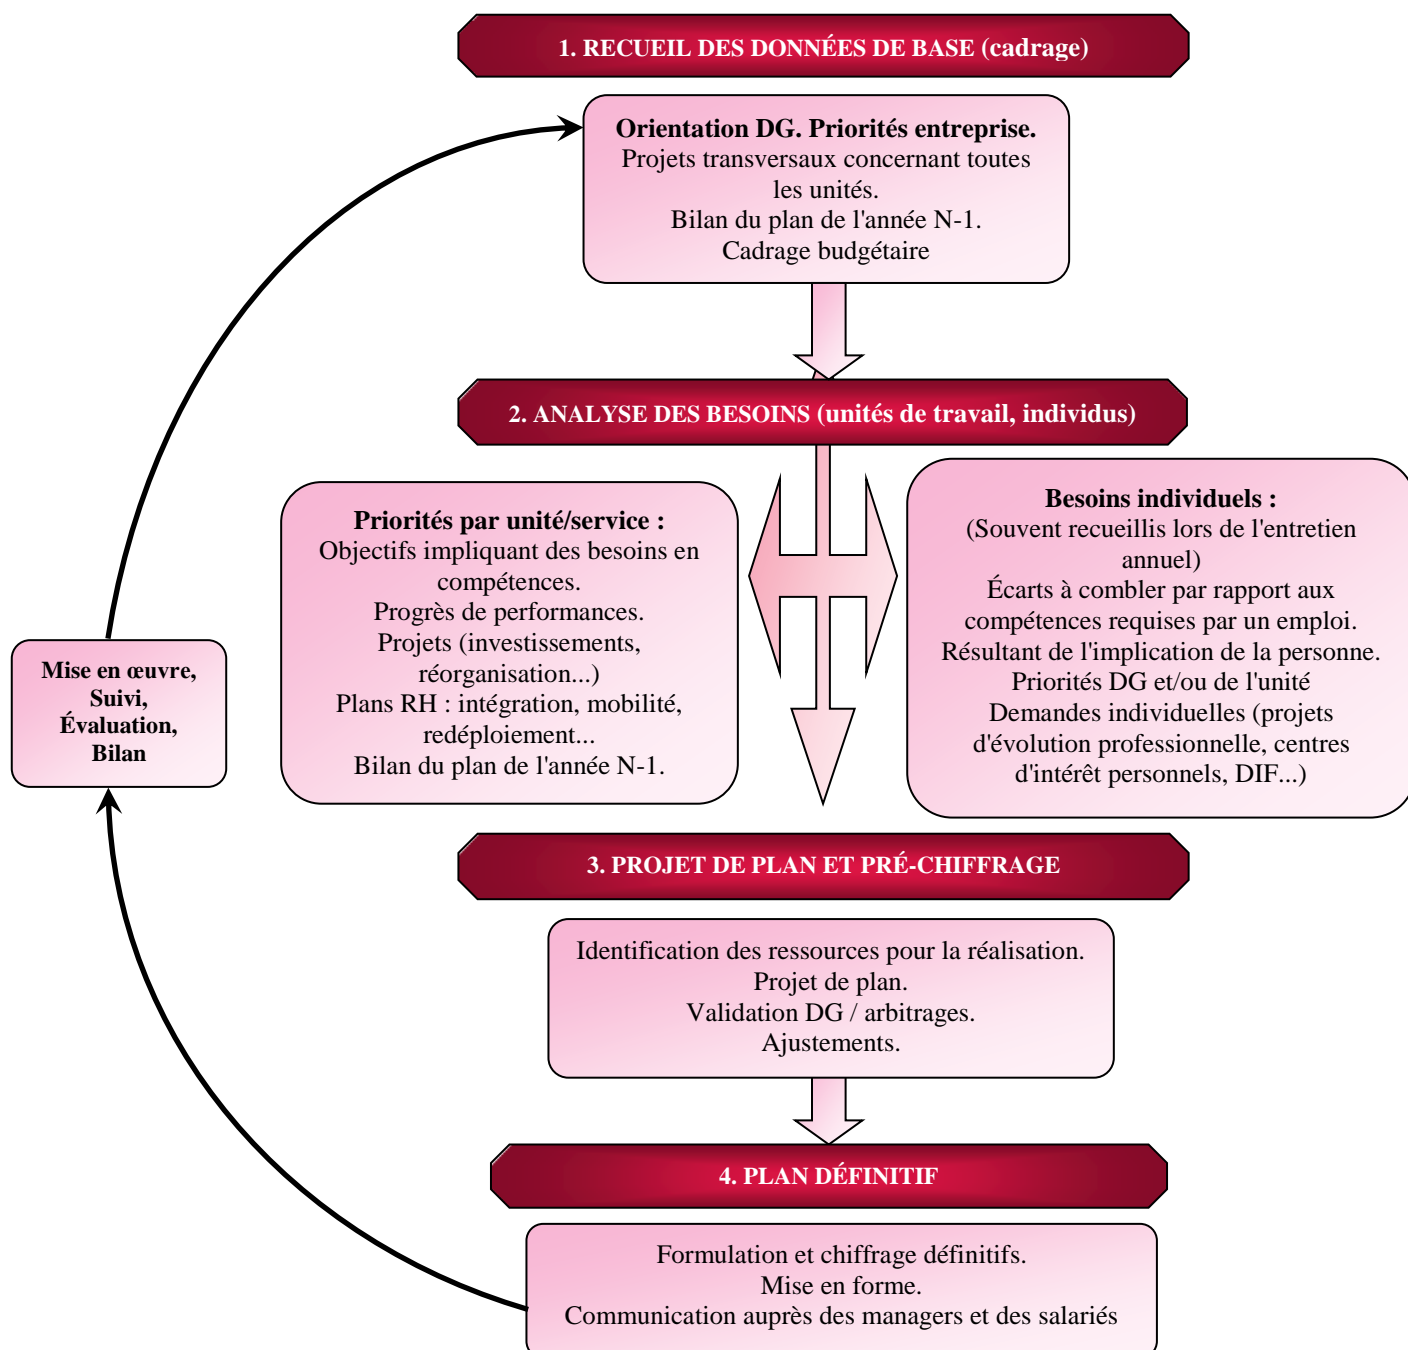 1. RECUEIL DES DONNÉES DE BASE (cadrage)
Orientation DG. Priorités entreprise.
Projets transversaux concernant toutes
les unités.
Bilan du plan de l'année N-1.
Cadrage budgétaire
2. ANALYSE DES BESOINS (unités de travail, individus)
Priorités par unité/service :
Objectifs impliquant des besoins en
compétences.
Progrès de performances.
Projets (investissements,
réorganisation...)
Plans RH : intégration, mobilité,
redéploiement...
Bilan du plan de l'année N-1.
Besoins individuels :
(Souvent recueillis lors de l'entretien
annuel)
Écarts à combler par rapport aux
compétences requises par un emploi.
Résultant de l'implication de la personne.
Priorités DG et/ou de l'unité
Demandes individuelles (projets
d'évolution professionnelle, centres
d'intérêt personnels, DIF...)
Mise en œuvre,
Suivi,
Évaluation,
Bilan
3. PROJET DE PLAN ET PRÉ-CHIFFRAGE
Identification des ressources pour la réalisation.
Projet de plan.
Validation DG / arbitrages.
Ajustements.
4. PLAN DÉFINITIF
Formulation et chiffrage définitifs.
Mise en forme.
Communication auprès des managers et des salariés